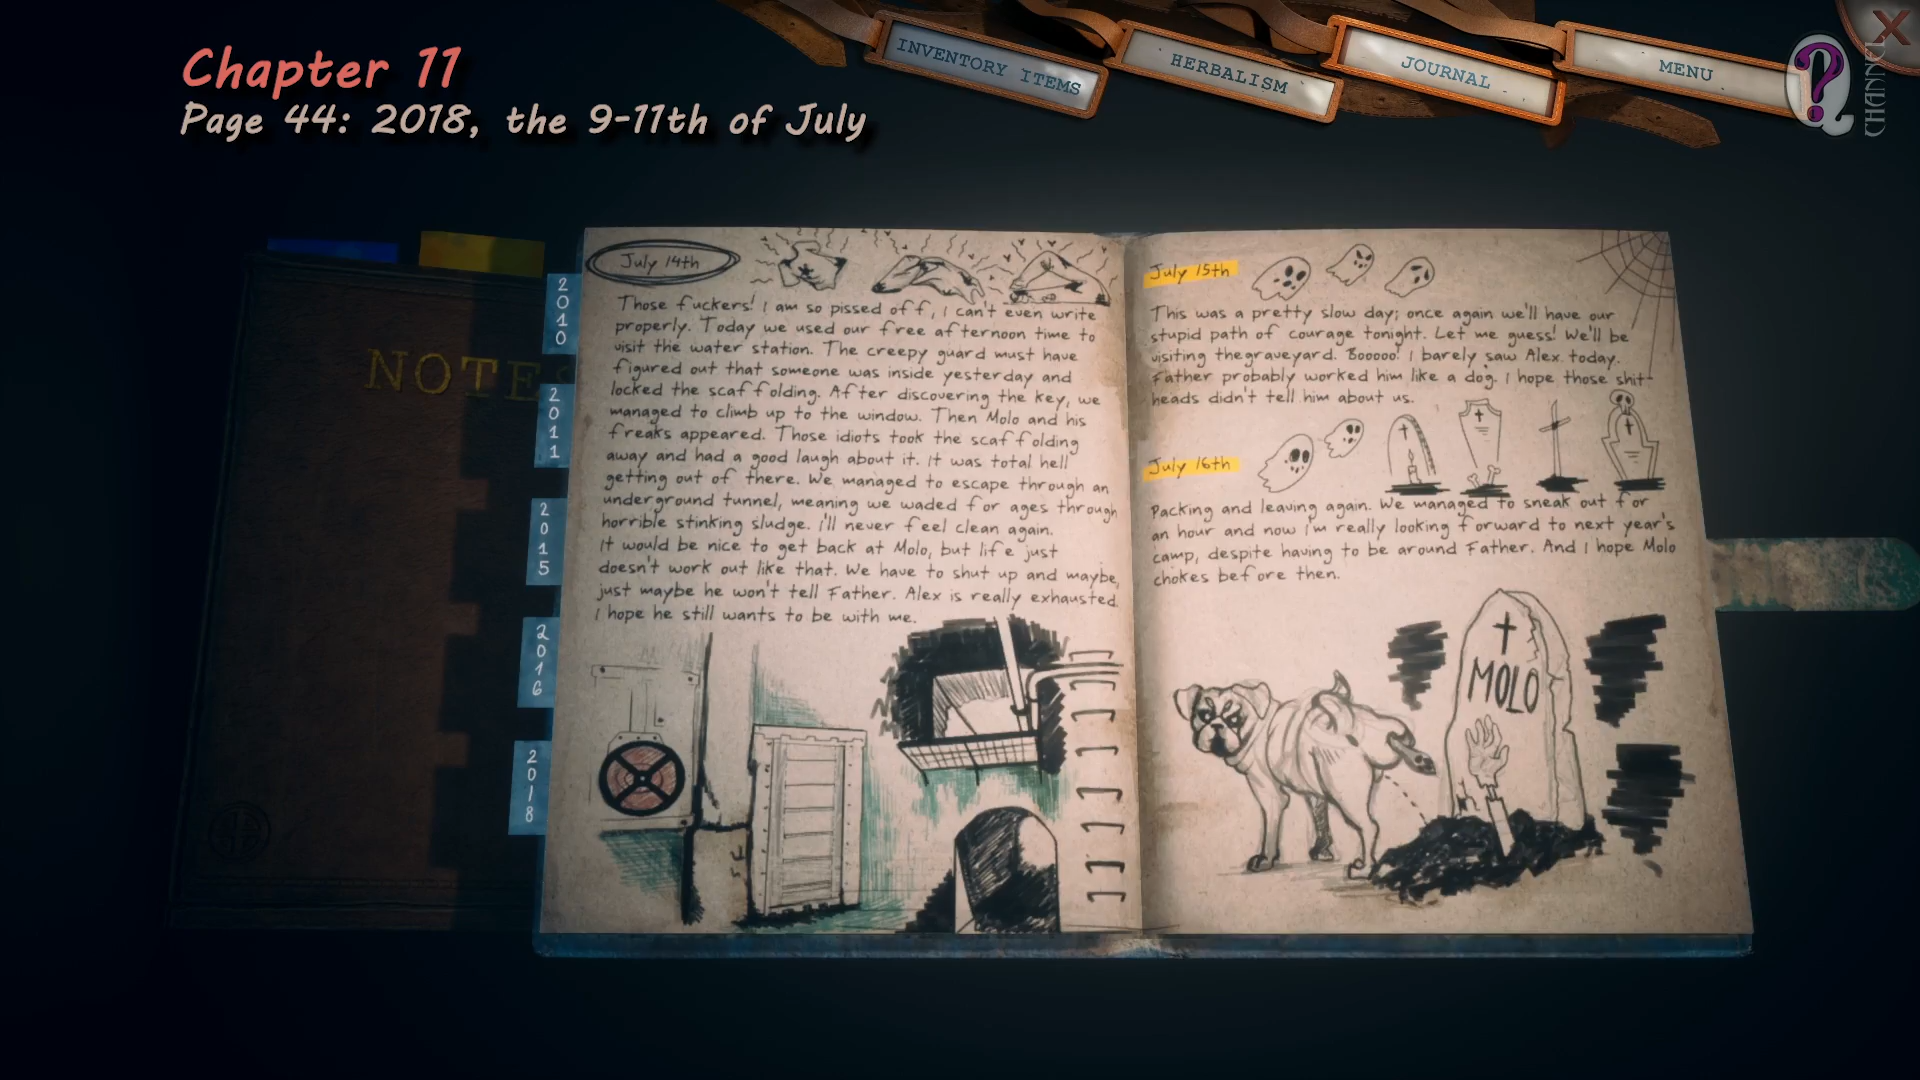 Chapter 11
Page 44: 2018, the 9-11th of July
INVENTORY ITEMS
HERBALISM
JOURNAL
MENU
CHANNEL
NOTES
2010
2011
2015
2016
2018
July 14th
Those fuckers! I am so pissed off, I can't even write
properly. Today we used our free afternoon time to
visit the water station. The creepy guard must have
figured out that someone was inside yesterday and
locked the scaffolding. After discovering the key, we
managed to climb up to the window. Then Molo and his
freaks appeared. Those idiots took the scaffolding
away and had a good laugh about it. It was total hell
getting out of there. We managed to escape through an
underground tunnel, meaning we waded for ages through
horrible stinking sludge. I'll never feel clean again.
It would be nice to get back at Molo, but life just
doesn't work out like that. We have to shut up and maybe,
just maybe he won't tell Father. Alex is really exhausted.
I hope he still wants to be with me.
July 15th
This was a pretty slow day; once again we'll have our
stupid path of courage tonight. Let me guess! We'll be
visiting thegraveyard. Booooo! I barely saw Alex today.
Father probably worked him like a dog. I hope those shit-
heads didn't tell him about us.
July 16th
Packing and leaving again. We managed to sneak out for
an hour and now I'm really looking forward to next year's
camp, despite having to be around Father. And I hope Molo
chokes before then.
MOLO